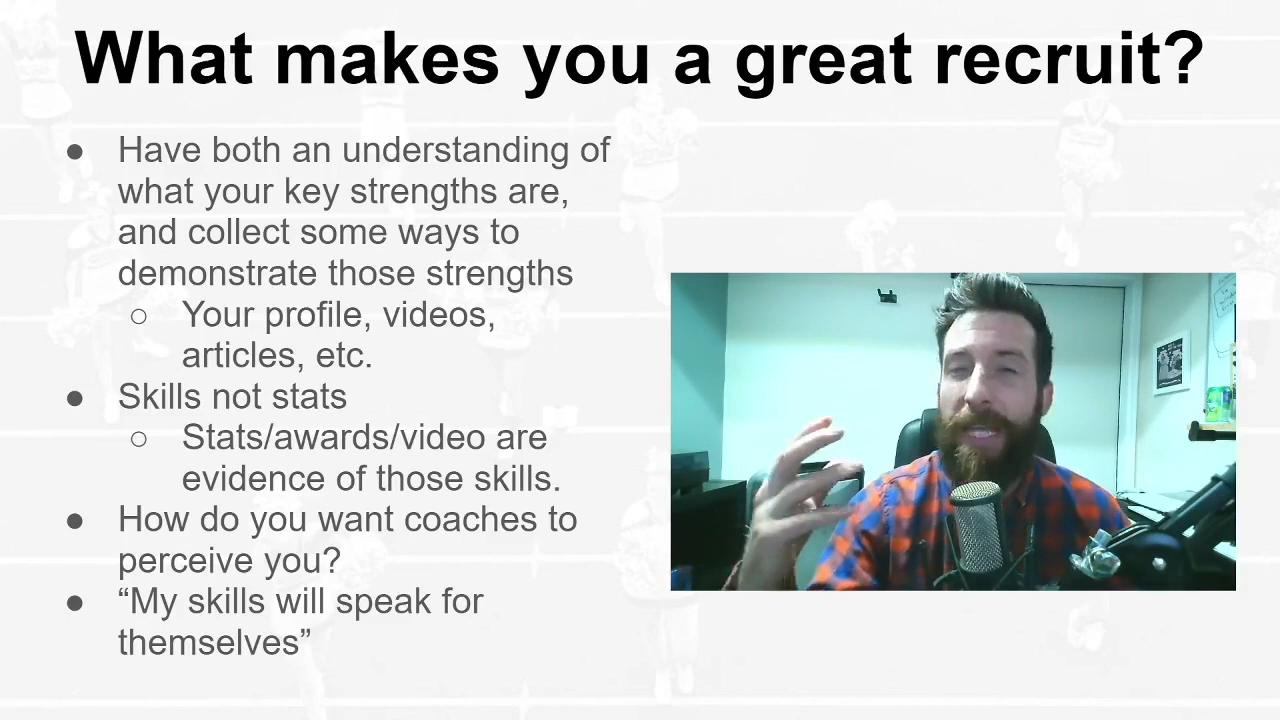 What makes you a great recruit?
● Have both an understanding of
what your key strengths are,
and collect some ways to
demonstrate those strengths
○ Your profile, videos,
articles, etc.
● Skills not stats
○ Stats/awards/video are
evidence of those skills.
● How do you want coaches to
perceive you?
● “My skills will speak for
themselves”